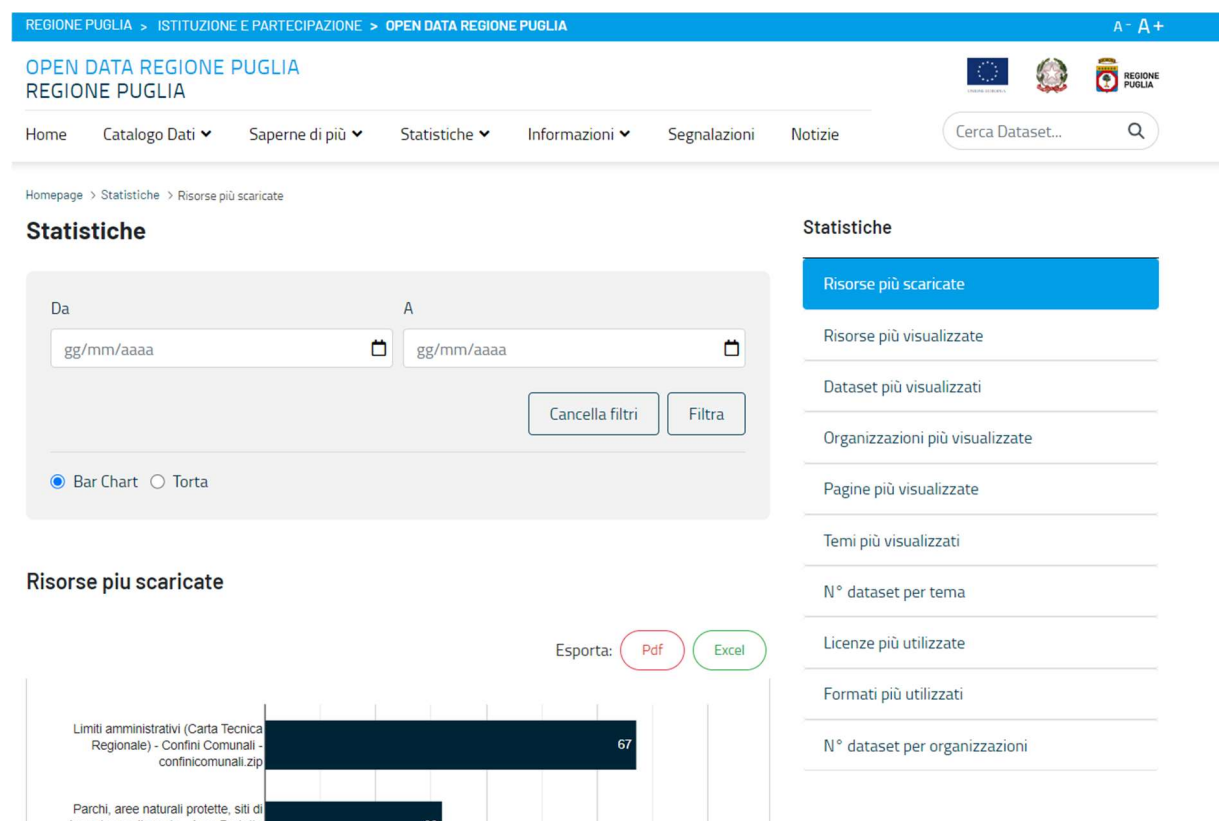 REGIONE PUGLIA > ISTITUZIONE E PARTECIPAZIONE > OPEN DATA REGIONE PUGLIA
A- A+
OPEN DATA REGIONE PUGLIA
REGIONE PUGLIA
REGIONE
PUGLIA
Home Catalogo Dati Saperne di più Statistiche Informazioni Segnalazioni Notizie
Cerca Dataset...
Homepage > Statistiche > Risorse più scaricate
Statistiche
Da
A
gg/mm/aaaa
gg/mm/aaaa
Cancella filtri
Filtra
Bar Chart
Torta
Risorse piu scaricate
Esporta: Pdf Excel
Limiti amministrativi (Carta Tecnica
Regionale) - Confini Comunali -
confinicomunali.zip
67
Parchi, aree naturali protette, siti di
Statistiche
Risorse più scaricate
Risorse più visualizzate
Dataset più visualizzati
Organizzazioni più visualizzate
Pagine più visualizzate
Temi più visualizzati
N° dataset per tema
Licenze più utilizzate
Formati più utilizzati
N° dataset per organizzazioni